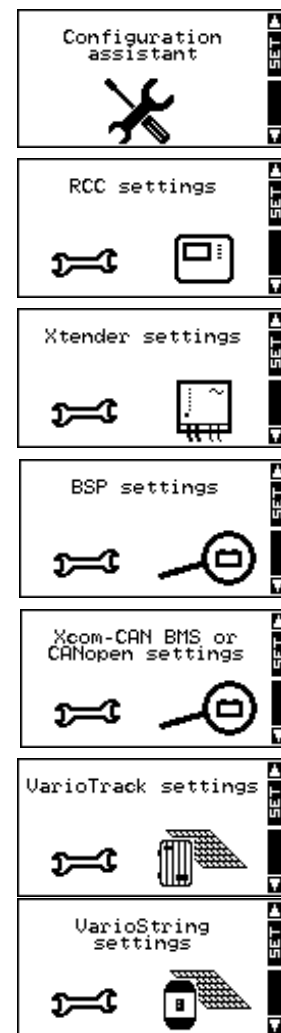 Configuration
assistant
SET
RCC settings
SET
Xtender settings
SET
BSP settings
SET
Xcom-CAN BMS or
CANopen settings
SET
VarioTrack settings
SET
VarioString
settings
SET